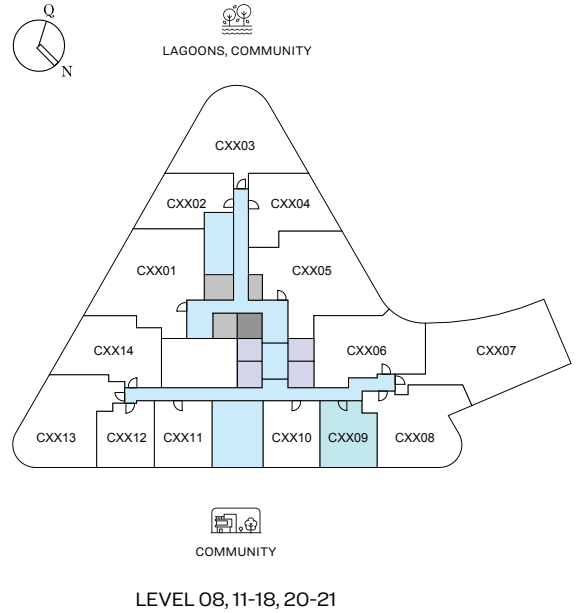 Q
N
LAGOONS, COMMUNITY
CXX03
CXX02
CXX04
CXX01
CXX05
CXX14
CXX06
CXX07
CXX13
CXX12
CXX11
CXX10
CXX09
CXX08
COMMUNITY
LEVEL 08, 11-18, 20-21